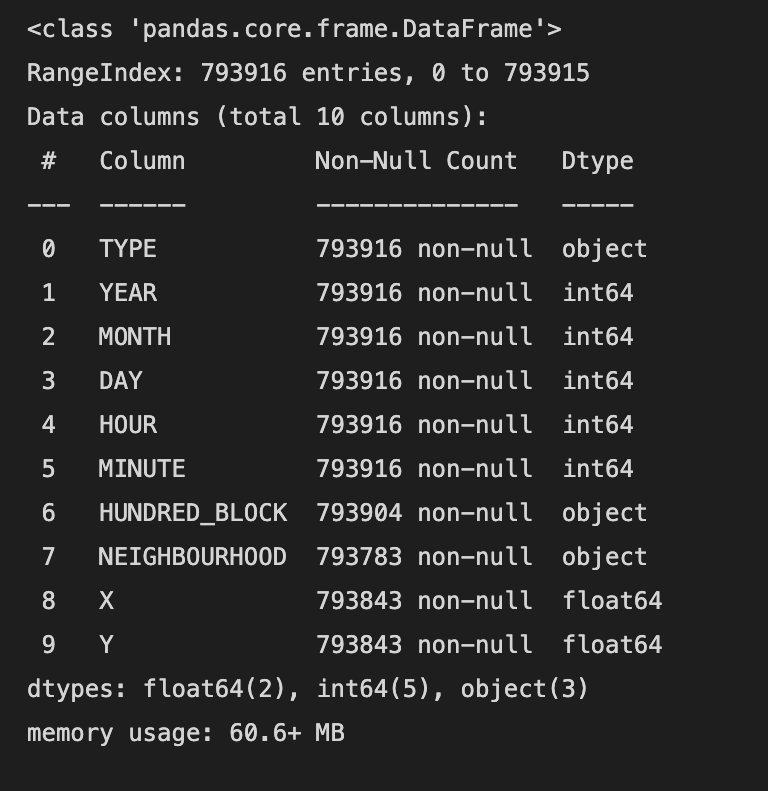 <class 'pandas.core.frame.DataFrame'>
RangeIndex: 793916 entries, 0 to 793915
Data columns (total 10 columns):
 #   Column         Non-Null Count   Dtype
---  ------         --------------   -----
 0   TYPE           793916 non-null  object
 1   YEAR           793916 non-null  int64
 2   MONTH          793916 non-null  int64
 3   DAY            793916 non-null  int64
 4   HOUR           793916 non-null  int64
 5   MINUTE         793916 non-null  int64
 6   HUNDRED_BLOCK  793904 non-null  object
 7   NEIGHBOURHOOD  793783 non-null  object
 8   X              793843 non-null  float64
 9   Y              793843 non-null  float64
dtypes: float64(2), int64(5), object(3)
memory usage: 60.6+ MB